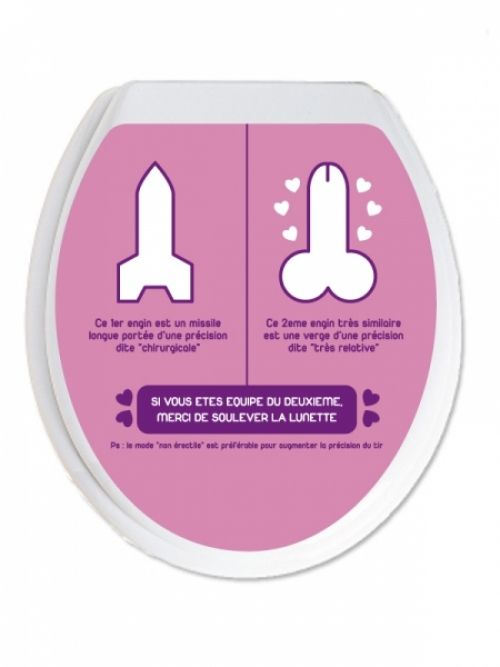 Ce 1er engin est un missile
longue portée d'une précision
dite "chirurgicale"
Ce 2eme engin très similaire
est une verge d'une précision
dite "très relative"
SI VOUS ETES EQUIPE DU DEUXIEME,
MERCI DE SOULEVER LA LUNETTE
Ps : le mode "non érectile" est préférable pour augmenter la précision du tir